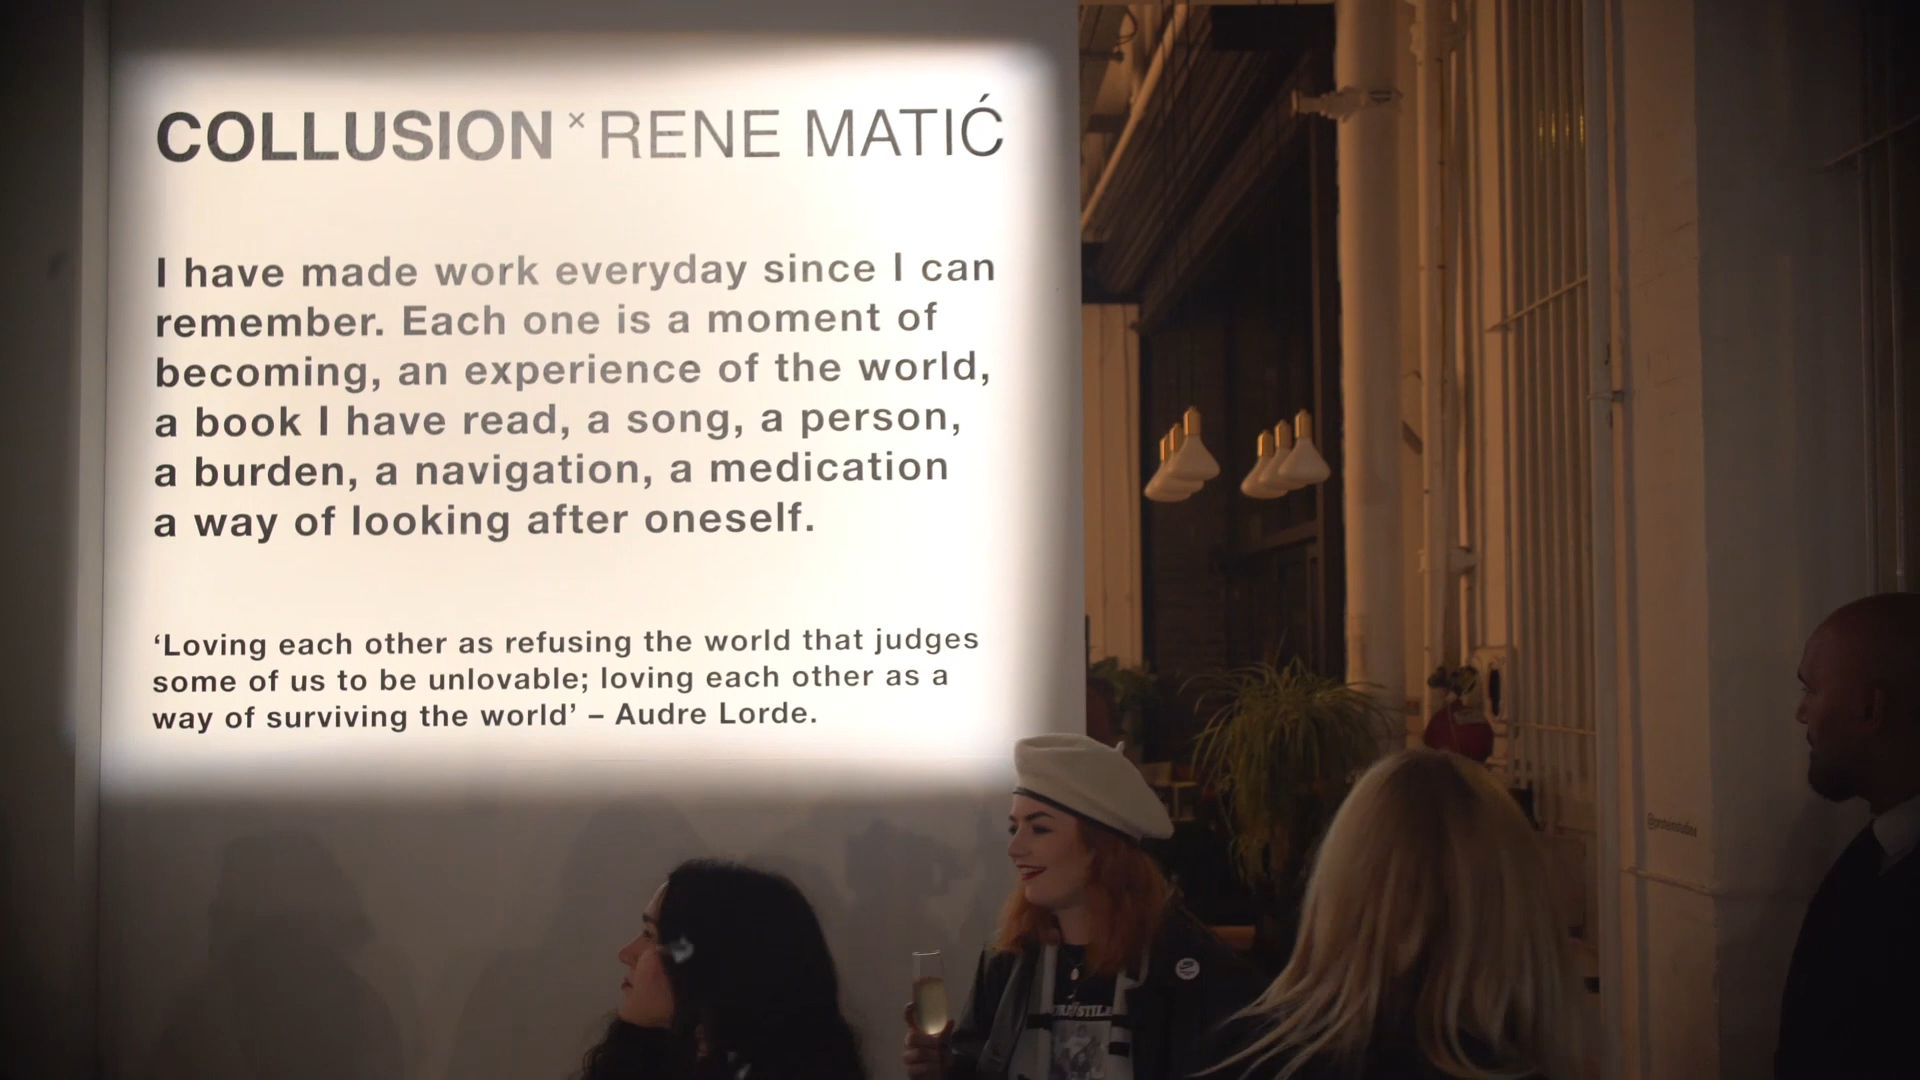 COLLUSION × RENE MATIĆ
I have made work everyday since I can
remember. Each one is a moment of
becoming, an experience of the world,
a book I have read, a song, a person,
a burden, a navigation, a medication
a way of looking after oneself.
‘Loving each other as refusing the world that judges
some of us to be unlovable; loving each other as a
way of surviving the world’ – Audre Lorde.
@proteinstudios